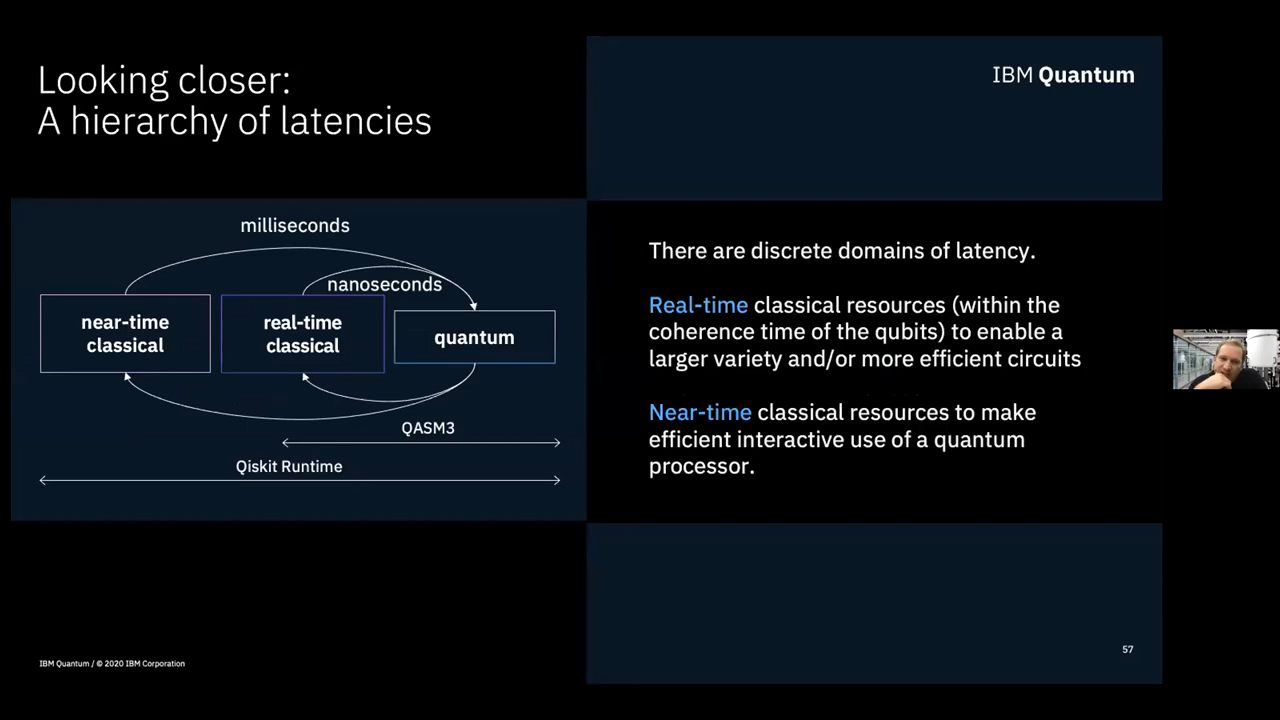 Looking closer:
A hierarchy of latencies
IBM Quantum
milliseconds
nanoseconds
near-time
classical
real-time
classical
quantum
QASM3
Qiskit Runtime
There are discrete domains of latency.
Real-time classical resources (within the
coherence time of the qubits) to enable a
larger variety and/or more efficient circuits
Near-time classical resources to make
efficient interactive use of a quantum
processor.
IBM Quantum / © 2020 IBM Corporation
57